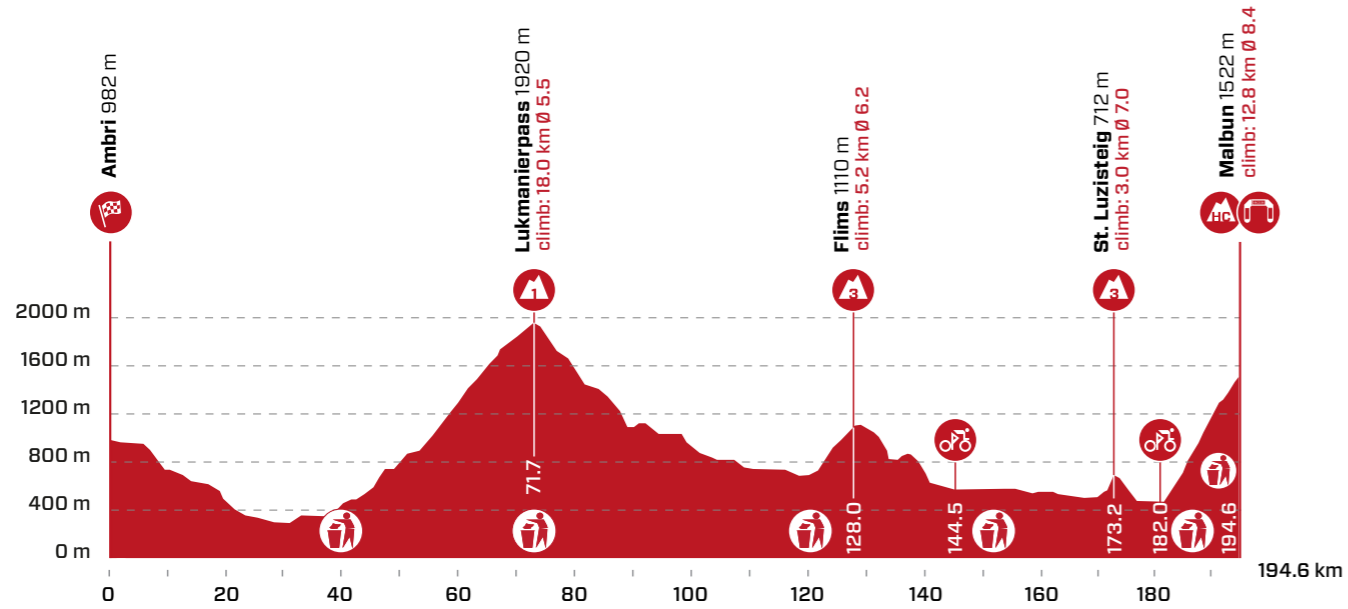 Ambri 982 m
Lukmanierpass 1920 m
climb: 18.0 km Ø 5.5
Flims 1110 m
climb: 5.2 km Ø 6.2
St. Luzisteig 712 m
climb: 3.0 km Ø 7.0
Malbun 1522 m
climb: 12.8 km Ø 8.4
1
3
3
HC
2000 m
1600 m
1200 m
800 m
400 m
0 m
71.7
128.0
144.5
173.2
182.0
194.6
194.6 km
0
20
40
60
80
100
120
140
160
180